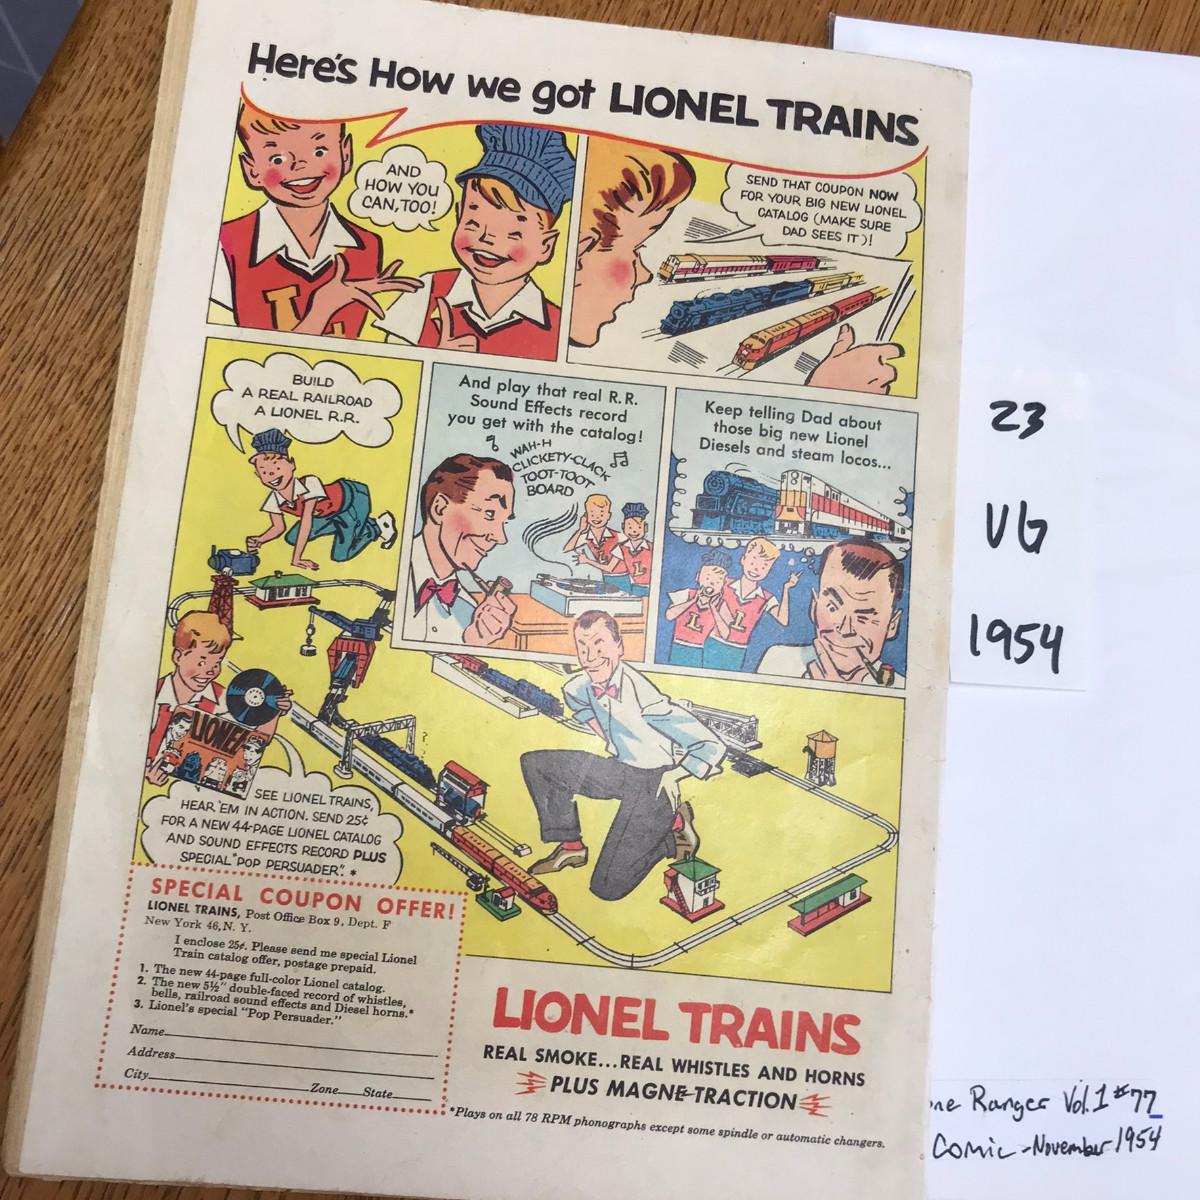 Here's How we got LIONEL TRAINS
AND
HOW YOU
CAN, TOO!
SEND THAT COUPON NOW
FOR YOUR BIG NEW LIONEL
CATALOG (MAKE SURE
DAD SEES IT)!
L
L
BUILD
A REAL RAILROAD
A LIONEL R.R.
And play that real R.R.
Sound Effects record
you get with the catalog!
WAH-H
CLICKETY-CLACK
TOOT-TOOT
BOARD
Keep telling Dad about
those big new Lionel
Diesels and steam locos...
L
L
LIONEL
SEE LIONEL TRAINS,
HEAR 'EM IN ACTION. SEND 25¢
FOR A NEW 44-PAGE LIONEL CATALOG
AND SOUND EFFECTS RECORD PLUS
SPECIAL "POP PERSUADER". *
SPECIAL COUPON OFFER!
LIONEL TRAINS, Post Office Box 9, Dept. F
New York 46, N. Y.
I enclose 25¢. Please send me special Lionel
Train catalog offer, postage prepaid.
1. The new 44-page full-color Lionel catalog.
2. The new 5½" double-faced record of whistles,
bells, railroad sound effects and Diesel horns.*
3. Lionel's special "Pop Persuader."
Name
Address
City Zone State
LIONEL TRAINS
REAL SMOKE...REAL WHISTLES AND HORNS
PLUS MAGNE-TRACTION
*Plays on all 78 RPM phonographs except some spindle or automatic changers.
23
VG
1954
ne Ranger Vol.1 #77
Comic - November 1954